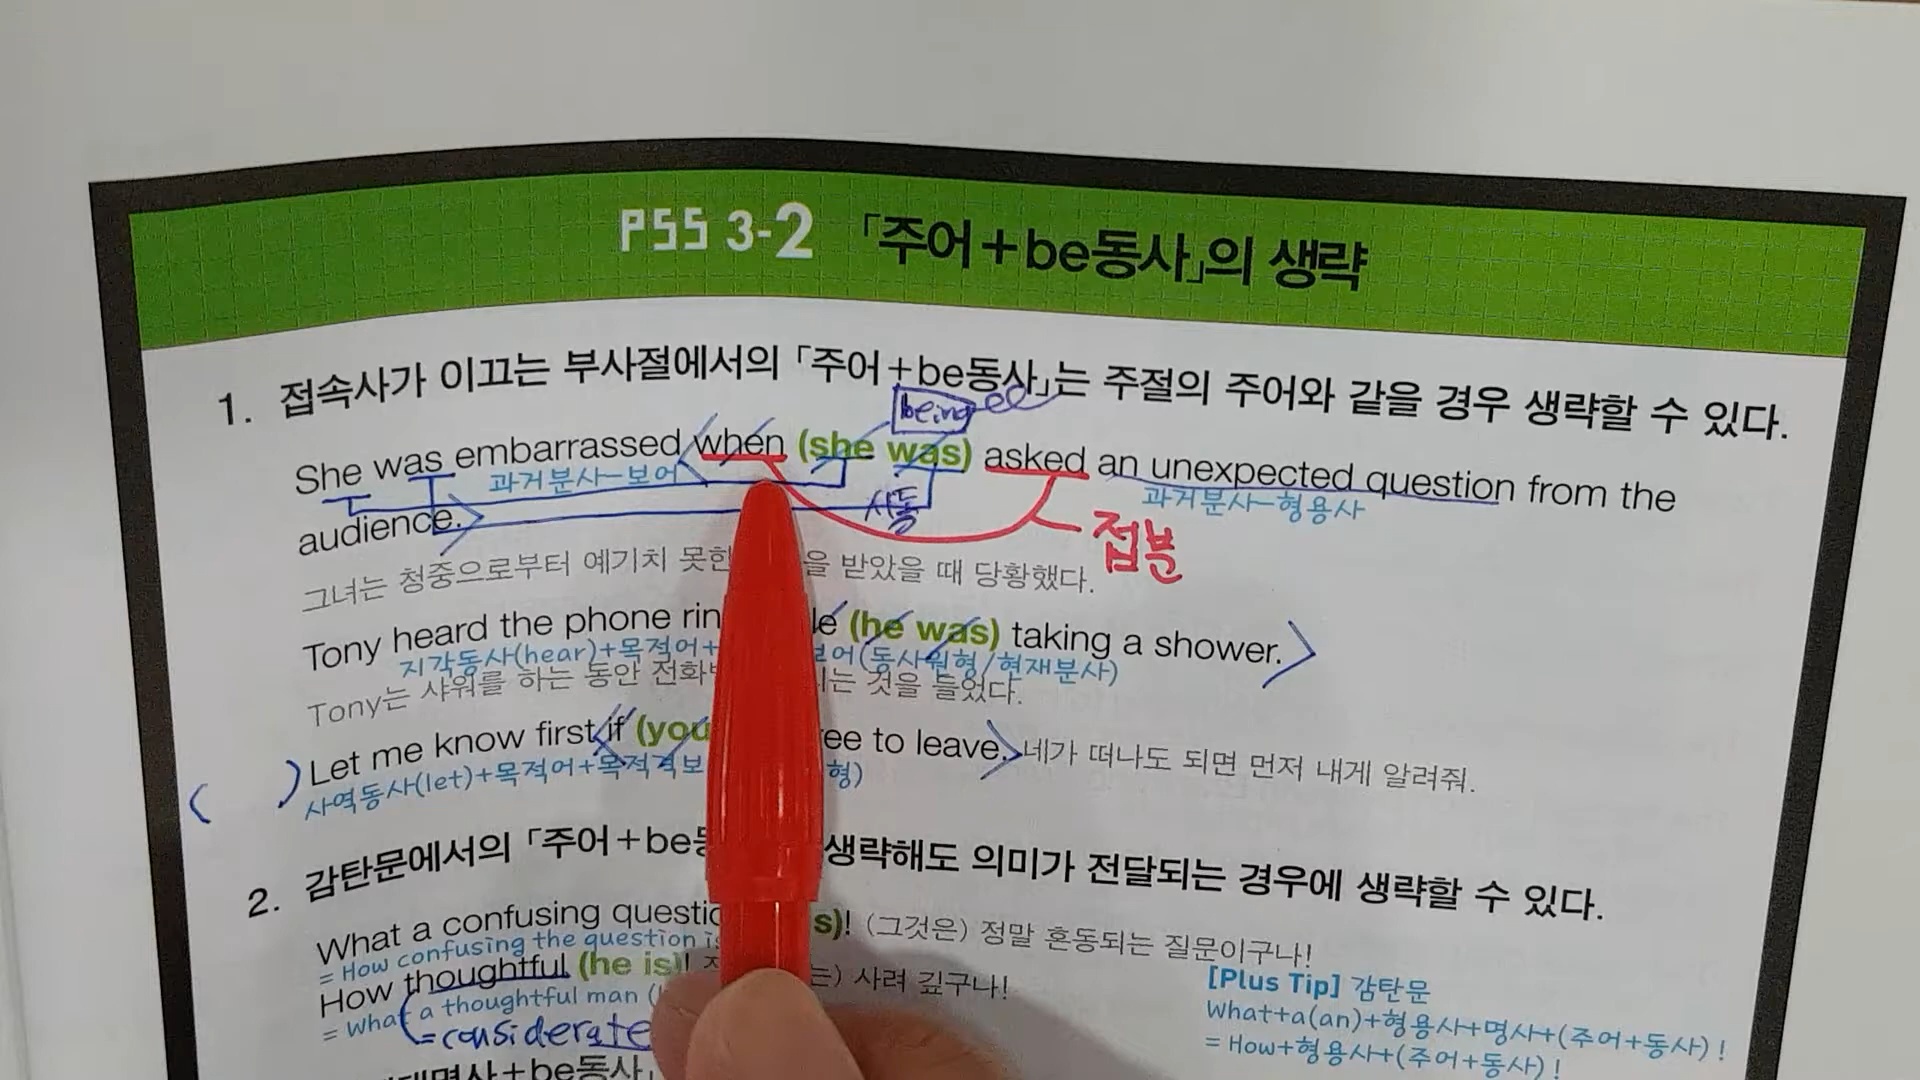 PSS 3-2 「주어+be동사」의 생략
1. 접속사가 이끄는 부사절에서의 「주어+be동사」는 주절의 주어와 같을 경우 생략할 수 있다.
being
She was embarrassed when (she was) asked an unexpected question from the
과거분사-보어 과거분사-형용사
audience.
접분
그녀는 청중으로부터 예기치 못한 을 받았을 때 당황했다.
Tony heard the phone (he was) taking a shower.
지각동사(hear)+목적어+ (동사원형/현재분사)
Tony는 샤워를 하는 동안 는 것을 들었다.
Let me know first if (you to leave. 네가 떠나도 되면 먼저 내게 알려줘.
사역동사(let)+목적어+목적격보 형)
2. 감탄문에서의 「주어+be 생략해도 의미가 전달되는 경우에 생략할 수 있다.
What a confusing s)! (그것은) 정말 혼동되는 질문이구나!
= How confusing the question
How thoughtful (he is)! 는) 사려 깊구나!
= What a thoughtful man
=considerate
[Plus Tip] 감탄문
What+a(an)+형용사+명사+(주어+동사)!
= How+형용사+(주어+동사)!
대명사+be동사」